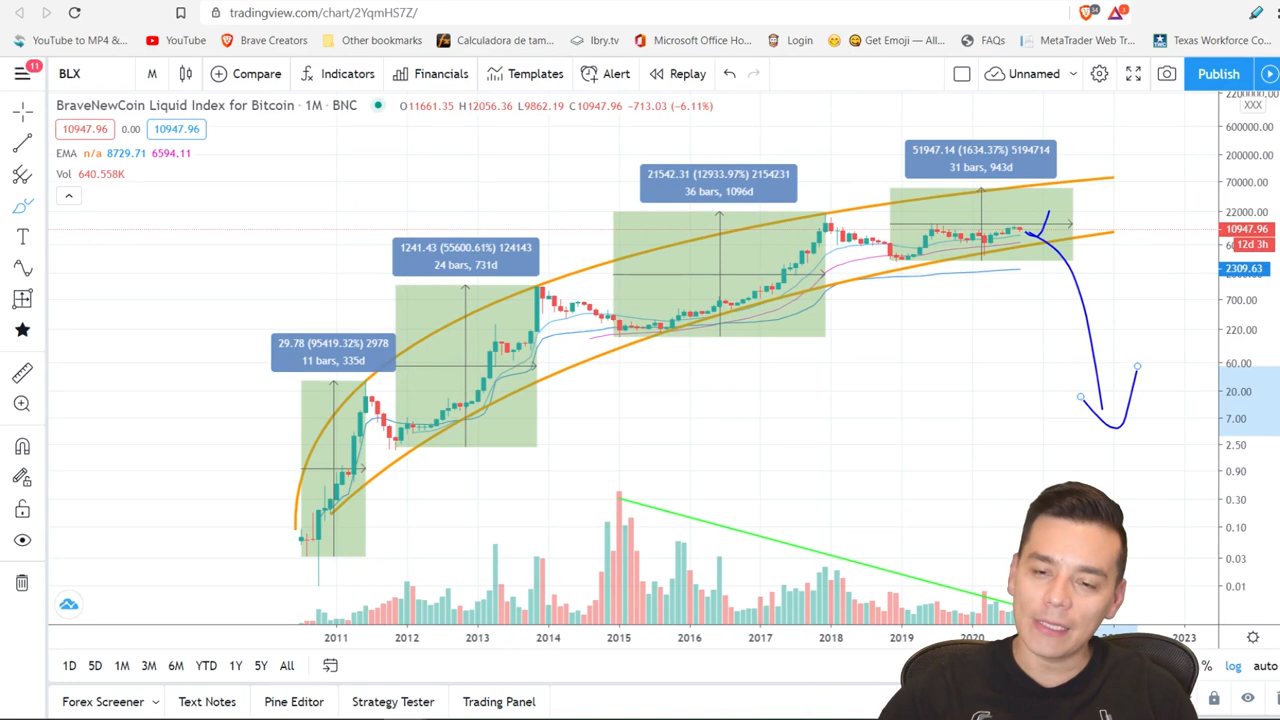 tradingview.com/chart/2YqmHS7Z/
34
3
YouTube to MP4 &...
YouTube
Brave Creators
Other bookmarks
Calculadora de tam...
lbry.tv
Microsoft Office Ho...
Login
Get Emoji — All...
FAQs
MetaTrader Web Tr...
Texas Workforce Co...
11
BLX
M
Compare
Indicators
Financials
Templates
Alert
Replay
Unnamed
Publish
BraveNewCoin Liquid Index for Bitcoin · 1M · BNC
O11661.35 H12056.36 L9862.19 C10947.96 −713.03 (−6.11%)
10947.96 0.00 10947.96
EMA n/a 8729.71 6594.11
Vol 640.558K
51947.14 (1634.37%) 5194714
31 bars, 943d
21542.31 (12933.97%) 2154231
36 bars, 1096d
1241.43 (55600.61%) 124143
24 bars, 731d
29.78 (95419.32%) 2978
11 bars, 335d
XXX
600000.00
200000.00
70000.00
22000.00
10947.96
12d 3h
2309.63
700.00
220.00
60.00
20.00
7.00
2.50
0.90
0.30
0.10
0.03
0.01
2011 2012 2013 2014 2015 2016 2017 2018 2019 2020 2023
1D 5D 1M 3M 6M YTD 1Y 5Y All
% log auto
Forex Screener Text Notes Pine Editor Strategy Tester Trading Panel